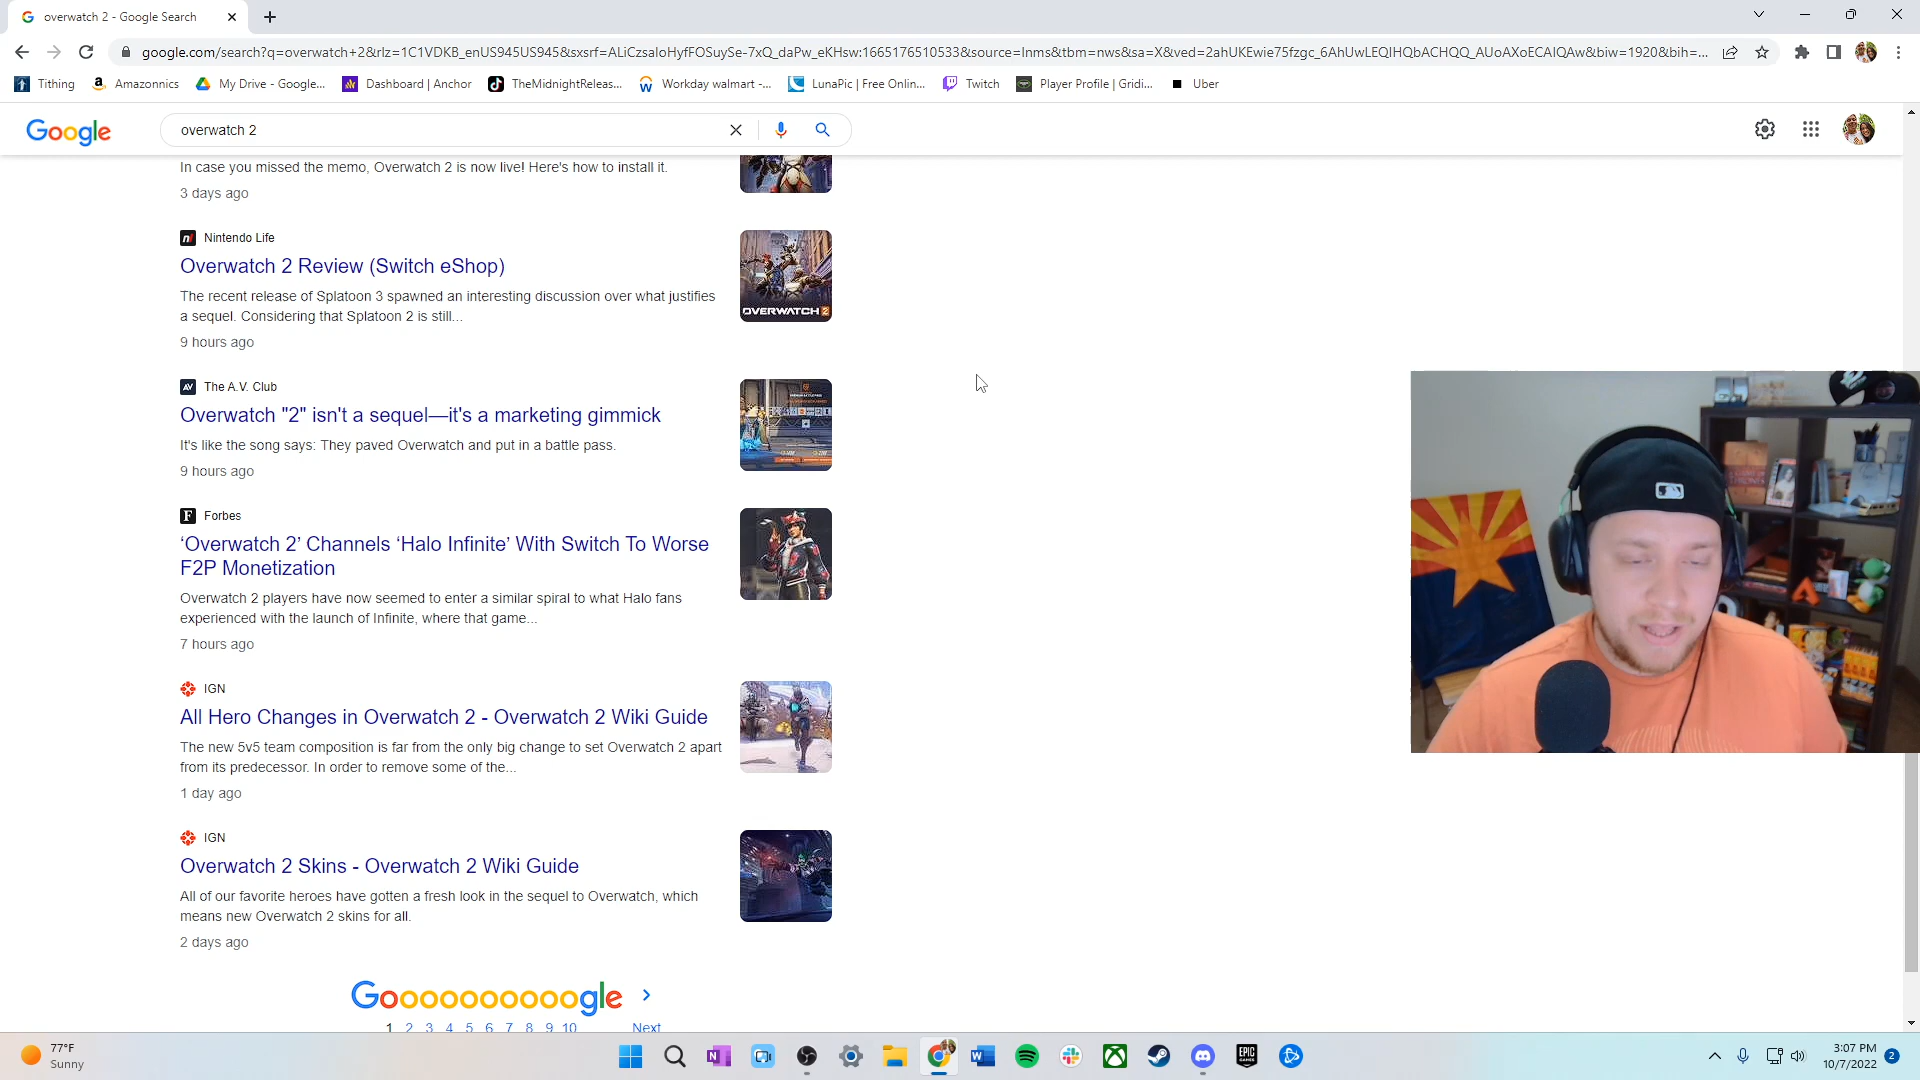 overwatch 2 - Google Search
google.com/search?q=overwatch+2&rlz=1C1VDKB_enUS945US945&sxsrf=ALiCzsaloHyfFOSuySe-7xQ_daPw_eKHsw:1665176510533&source=lnms&tbm=nws&sa=X&ved=2ahUKEwie75fzgc_6AhUwLEQIHQbACHQQ_AUoAXoECAIQAw&biw=1920&bih=...
Tithing Amazonnics My Drive - Google... Dashboard | Anchor TheMidnightReleas... Workday walmart -... LunaPic | Free Onlin... Twitch Player Profile | Gridi... Uber
Google overwatch 2
In case you missed the memo, Overwatch 2 is now live! Here's how to install it.
3 days ago
Nintendo Life
Overwatch 2 Review (Switch eShop)
The recent release of Splatoon 3 spawned an interesting discussion over what justifies
a sequel. Considering that Splatoon 2 is still...
OVERWATCH 2
9 hours ago
AV The A.V. Club
Overwatch "2" isn't a sequel—it's a marketing gimmick
It's like the song says: They paved Overwatch and put in a battle pass.
9 hours ago
F Forbes
‘Overwatch 2’ Channels ‘Halo Infinite’ With Switch To Worse
F2P Monetization
Overwatch 2 players have now seemed to enter a similar spiral to what Halo fans
experienced with the launch of Infinite, where that game...
7 hours ago
IGN
All Hero Changes in Overwatch 2 - Overwatch 2 Wiki Guide
The new 5v5 team composition is far from the only big change to set Overwatch 2 apart
from its predecessor. In order to remove some of the...
1 day ago
IGN
Overwatch 2 Skins - Overwatch 2 Wiki Guide
All of our favorite heroes have gotten a fresh look in the sequel to Overwatch, which
means new Overwatch 2 skins for all.
2 days ago
Goooooooooogle >
1 2 3 4 5 6 7 8 9 10 Next
77°F
Sunny
3:07 PM
10/7/2022
2